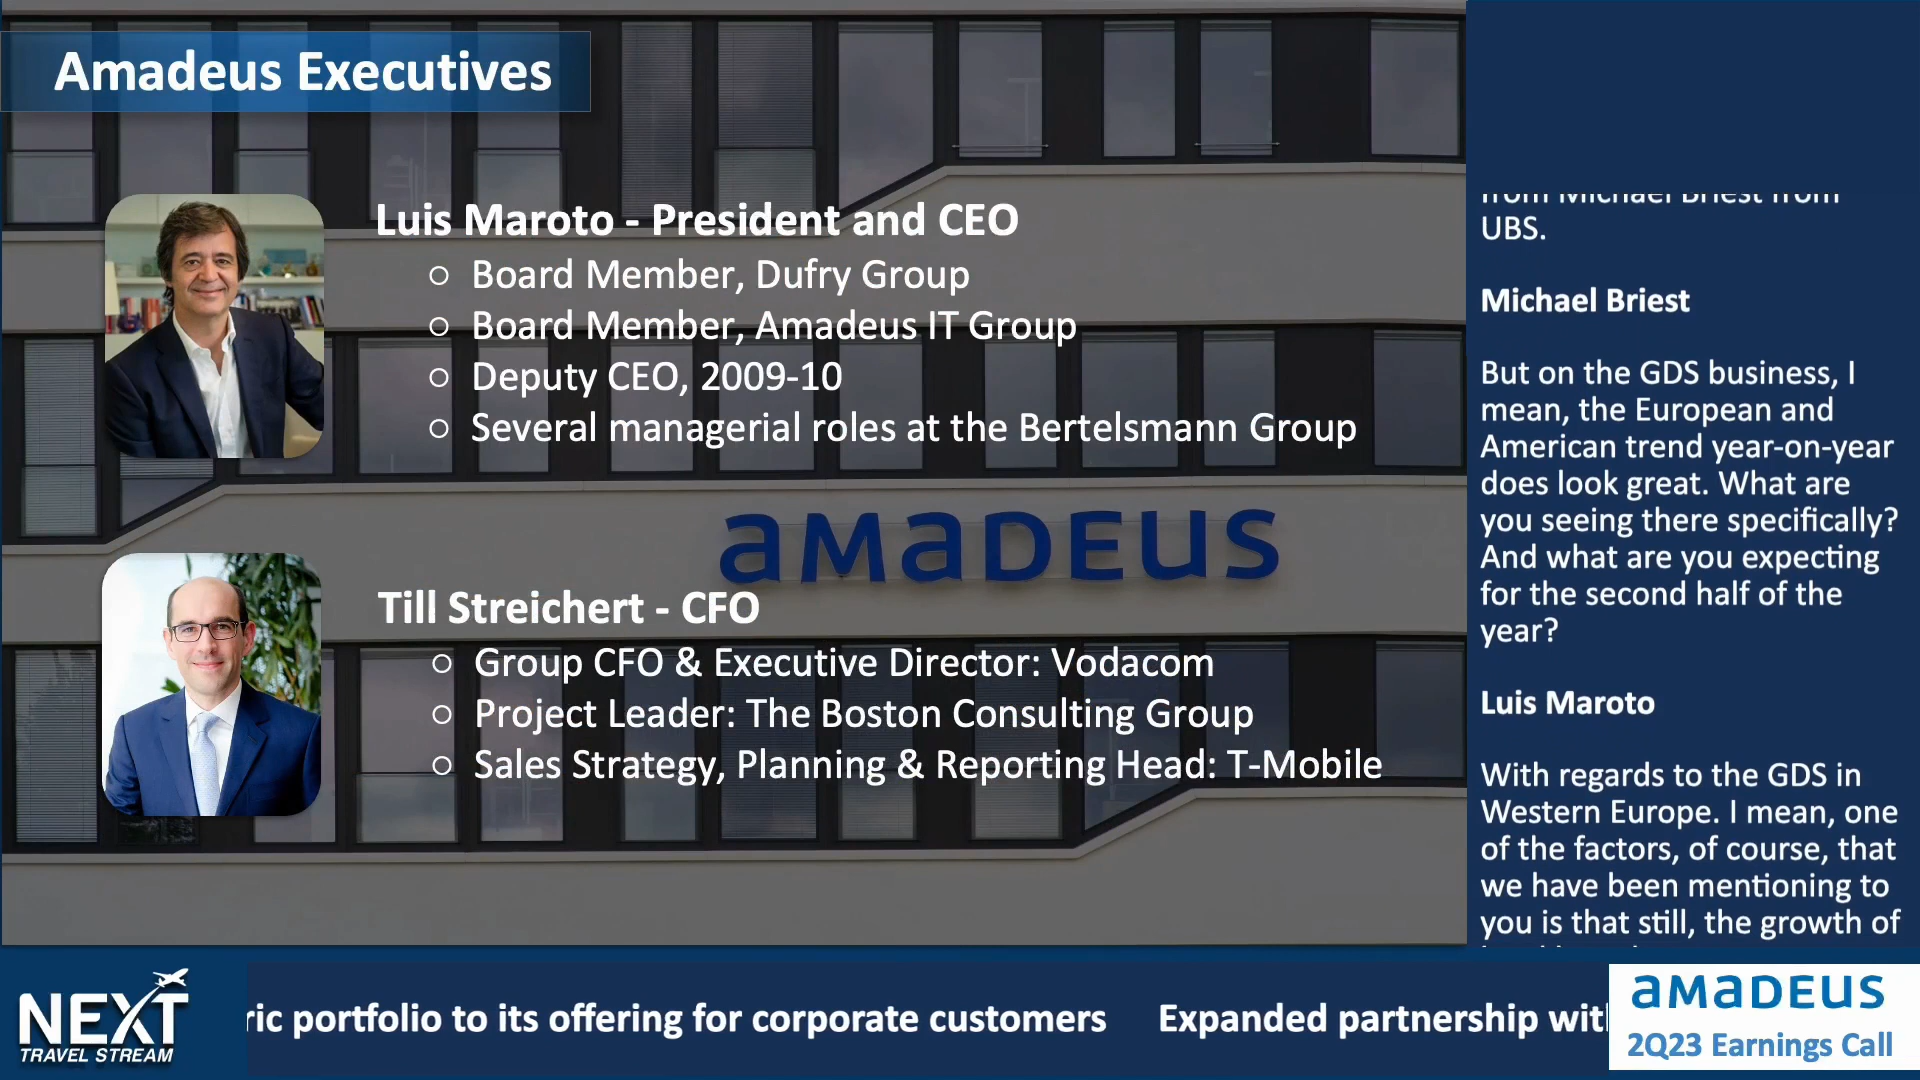 Amadeus Executives
Luis Maroto - President and CEO
○ Board Member, Dufry Group
○ Board Member, Amadeus IT Group
○ Deputy CEO, 2009-10
○ Several managerial roles at the Bertelsmann Group
amadeus
Till Streichert - CFO
○ Group CFO & Executive Director: Vodacom
○ Project Leader: The Boston Consulting Group
○ Sales Strategy, Planning & Reporting Head: T-Mobile
from Michael Briest from
UBS.
Michael Briest
But on the GDS business, I
mean, the European and
American trend year-on-year
does look great. What are
you seeing there specifically?
And what are you expecting
for the second half of the
year?
Luis Maroto
With regards to the GDS in
Western Europe. I mean, one
of the factors, of course, that
we have been mentioning to
you is that still, the growth of
NEXT
TRAVEL STREAM
ric portfolio to its offering for corporate customers Expanded partnership with
amadeus
2Q23 Earnings Call